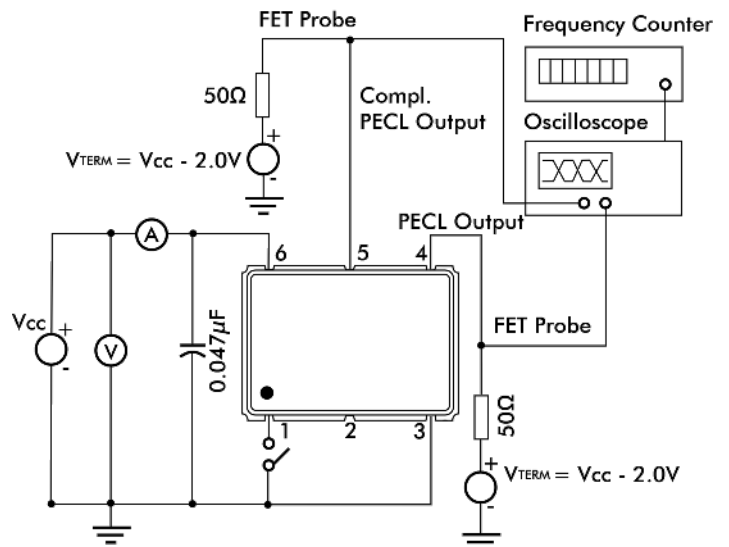 FET Probe
Frequency Counter
50Ω
Compl.
PECL Output
Oscilloscope
+
VTERM = Vcc - 2.0V
-
PECL Output
A
6
5
4
Vcc
+
-
V
0.047µF
FET Probe
1
2
3
50Ω
+
VTERM = Vcc - 2.0V
-